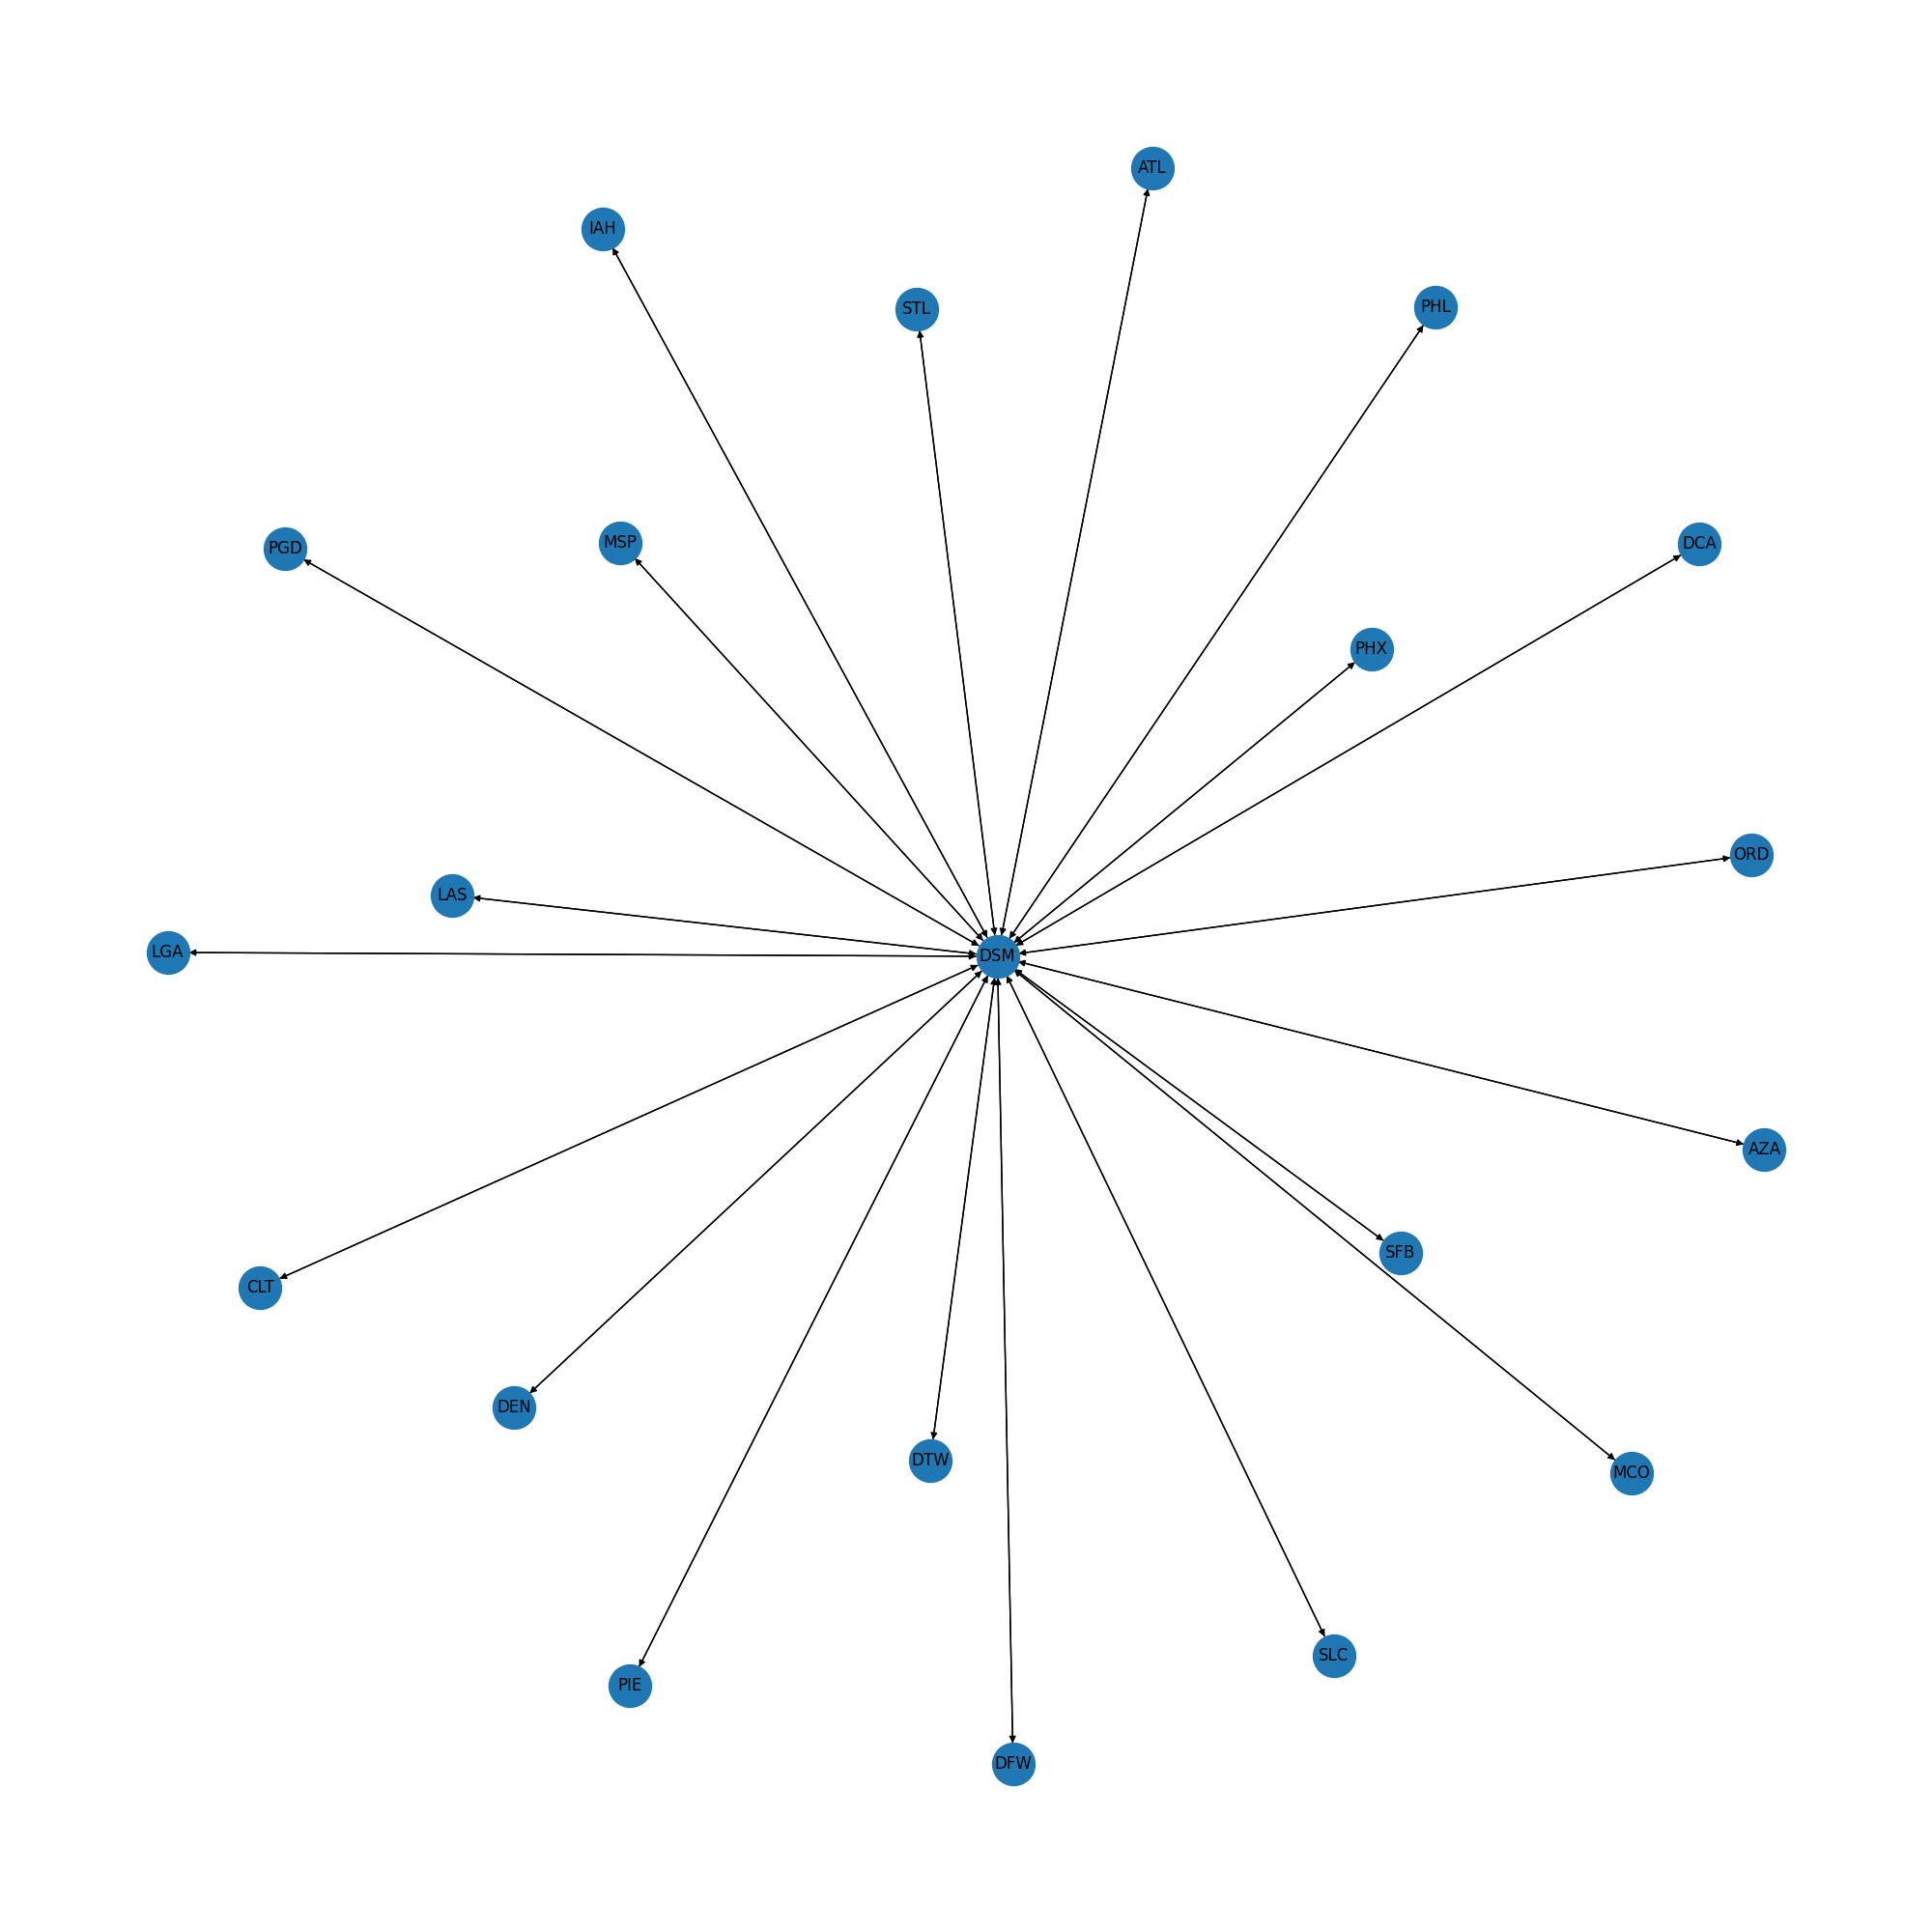 ATL
IAH
PHL
STL
MSP
DCA
PGD
PHX
ORD
LAS
LGA
DSM
AZA
SFB
CLT
DEN
DTW
MCO
SLC
PIE
DFW